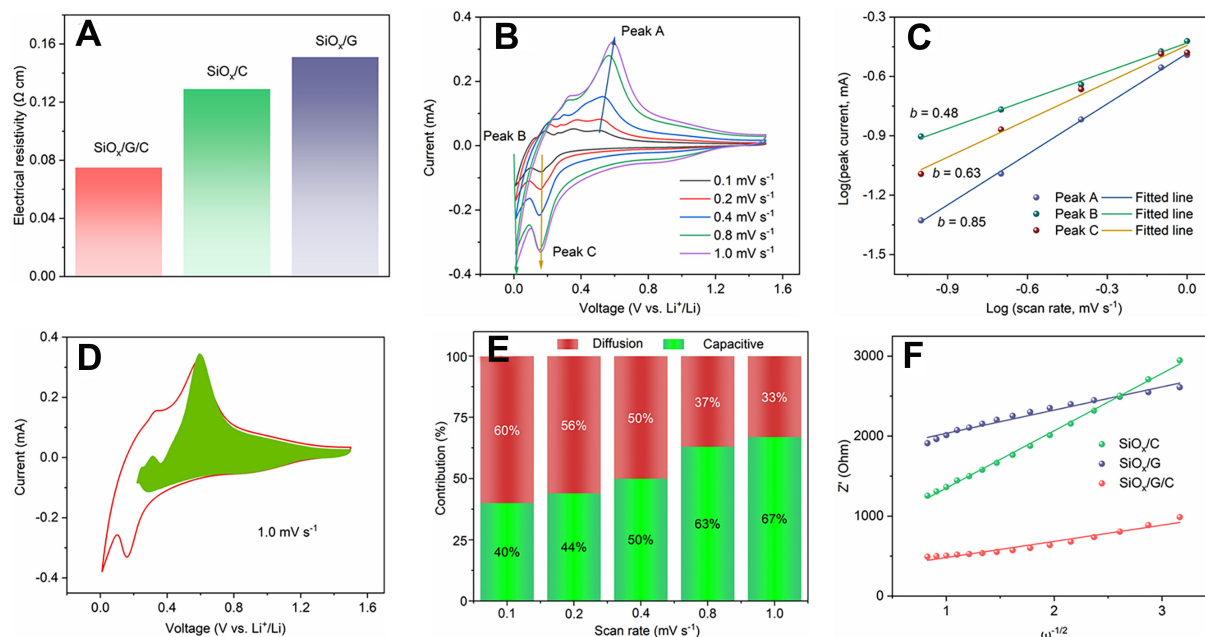 A
Electrical resistivity (Ω cm)
0.16
0.12
0.08
0.04
0.00
SiOₓ/G/C
SiOₓ/C
SiOₓ/G
B
Current (mA)
0.4
0.2
0.0
-0.2
-0.4
Peak A
Peak B
Peak C
0.1 mV s⁻¹
0.2 mV s⁻¹
0.4 mV s⁻¹
0.8 mV s⁻¹
1.0 mV s⁻¹
0.0 0.4 0.8 1.2 1.6
Voltage (V vs. Li⁺/Li)
C
Log(peak current, mA)
-0.3
-0.6
-0.9
-1.2
-1.5
b = 0.48
b = 0.63
b = 0.85
Peak A Fitted line
Peak B Fitted line
Peak C Fitted line
-0.9 -0.6 -0.3 0.0
Log (scan rate, mV s⁻¹)
D
Current (mA)
0.4
0.2
0.0
-0.2
-0.4
1.0 mV s⁻¹
0.0 0.4 0.8 1.2 1.6
Voltage (V vs. Li⁺/Li)
E
Diffusion Capacitive
Contribution (%)
100
75
50
25
0
60% 56% 50% 37% 33%
40% 44% 50% 63% 67%
0.1 0.2 0.4 0.8 1.0
Scan rate (mV s⁻¹)
F
Z' (Ohm)
3000
2000
1000
0
SiOₓ/C
SiOₓ/G
SiOₓ/G/C
1 2 3
ω⁻¹/²